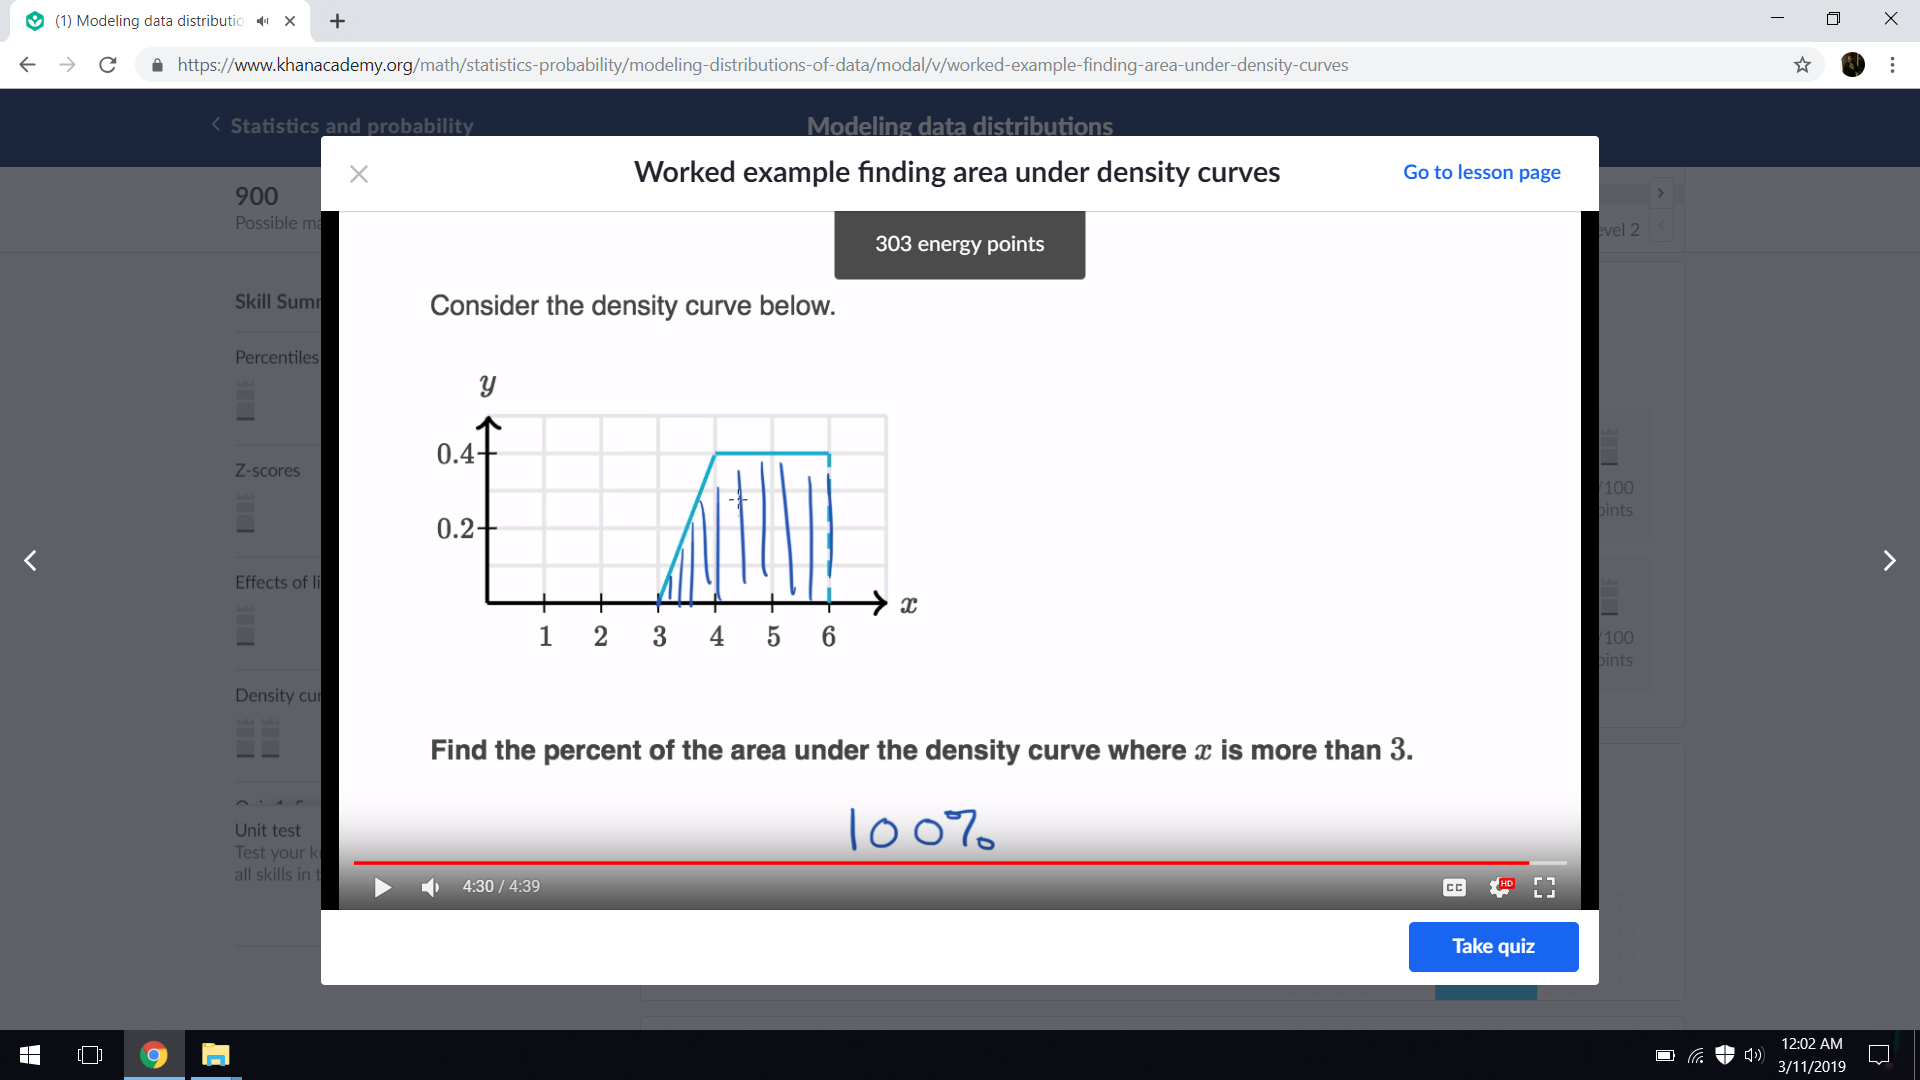 (1) Modeling data distributio
https://www.khanacademy.org/math/statistics-probability/modeling-distributions-of-data/modal/v/worked-example-finding-area-under-density-curves
Statistics and probability
Modeling data distributions
Worked example finding area under density curves
Go to lesson page
900
Possible ma
evel 2
303 energy points
Skill Summ
Percentiles
Z-scores
Effects of li
Density cur
Unit test
Test your k
all skills in t
Consider the density curve below.
y
0.4
0.2
x
1 2 3 4 5 6
/100
oints
/100
oints
Find the percent of the area under the density curve where x is more than 3.
100%
4:30 / 4:39
CC
HD
Take quiz
12:02 AM
3/11/2019